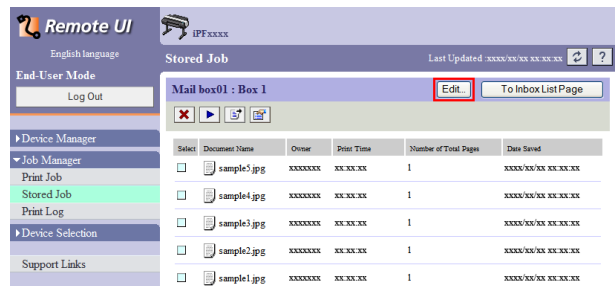 Remote UI
English language
End-User Mode
Log Out
Device Manager
Job Manager
Print Job
Stored Job
Print Log
Device Selection
Support Links
iPFxxxx
Stored Job Last Updated :xxxx/xx/xx xx:xx:xx ?
Mail box01 : Box 1 Edit... To Inbox List Page
Select Document Name Owner Print Time Number of Total Pages Date Saved
sample5.jpg xxxxxxx xx:xx:xx 1 xxxx/xx/xx xx:xx:xx
sample4.jpg xxxxxxx xx:xx:xx 1 xxxx/xx/xx xx:xx:xx
sample3.jpg xxxxxxx xx:xx:xx 1 xxxx/xx/xx xx:xx:xx
sample2.jpg xxxxxxx xx:xx:xx 1 xxxx/xx/xx xx:xx:xx
sample1.jpg xxxxxxx xx:xx:xx 1 xxxx/xx/xx xx:xx:xx